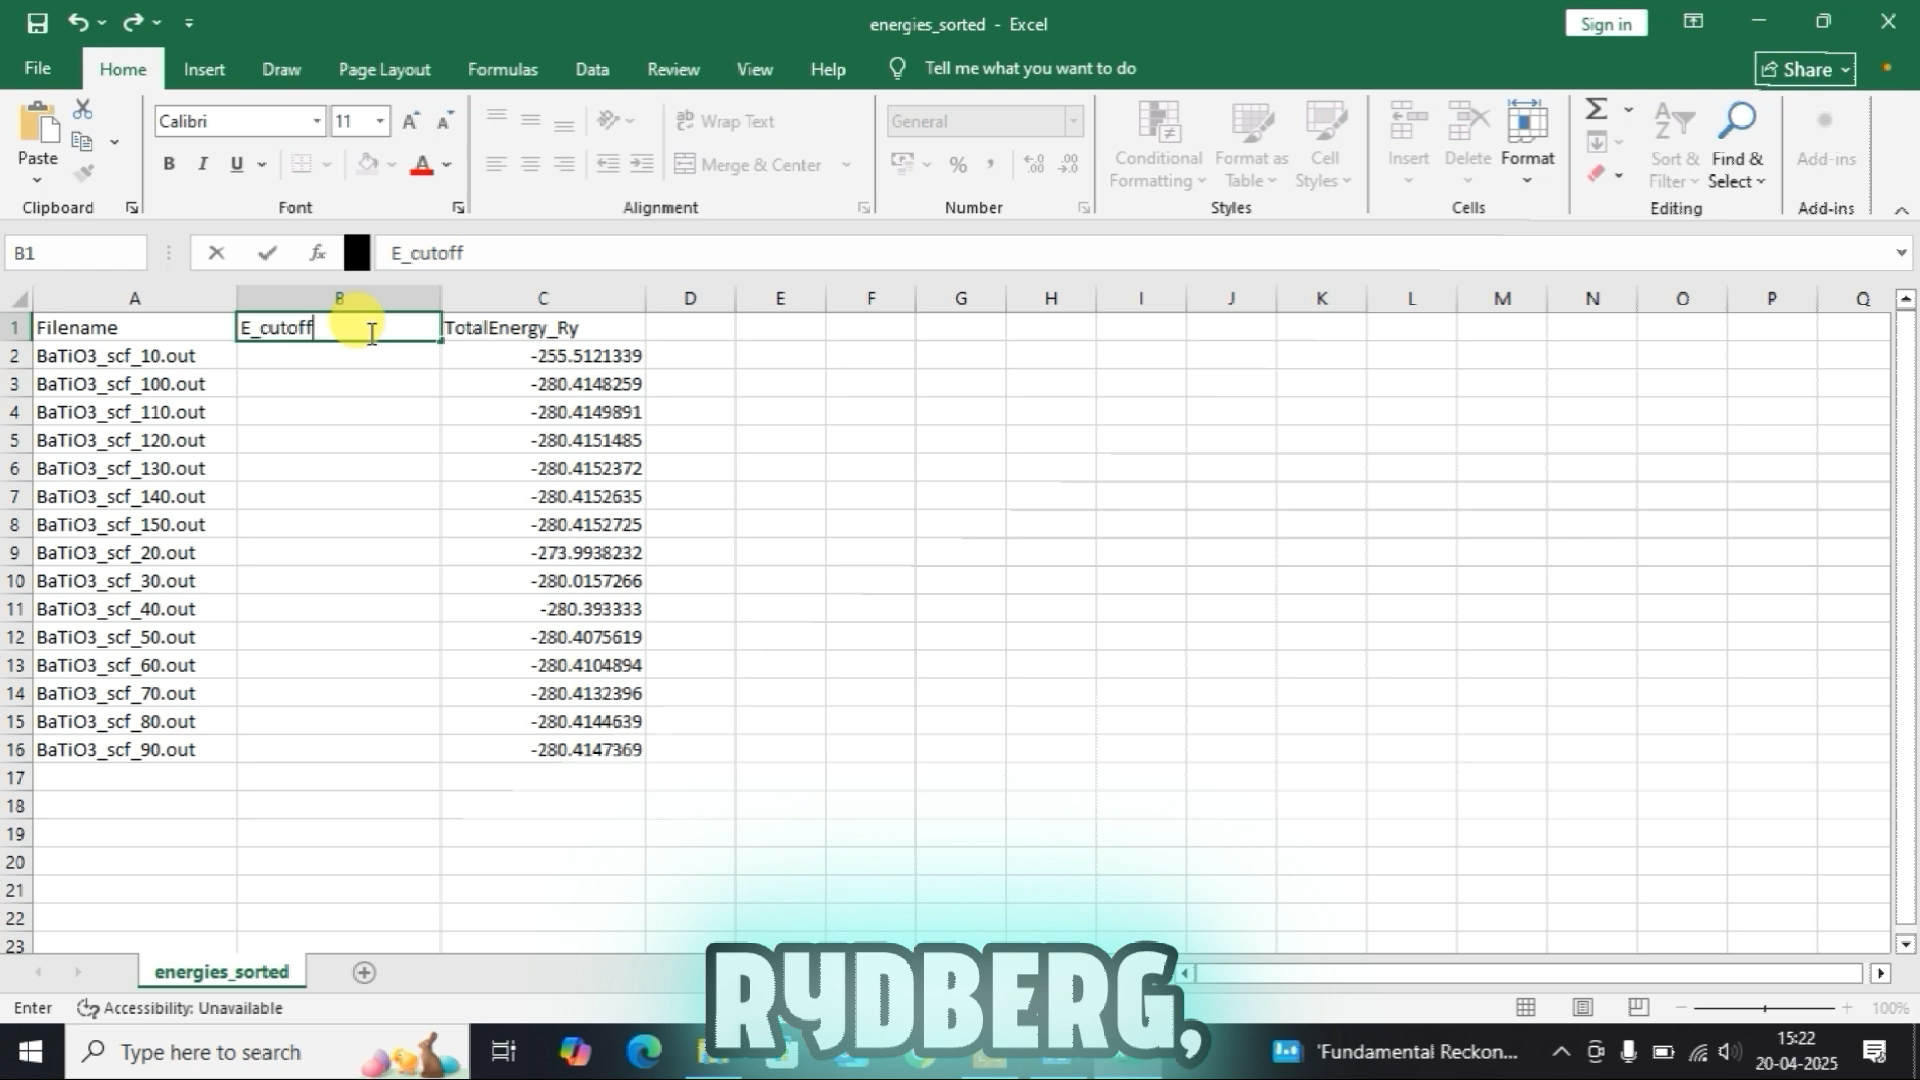 energies_sorted - Excel
Sign in
File Home Insert Draw Page Layout Formulas Data Review View Help Tell me what you want to do
Share
Paste
Clipboard
Calibri 11
B I U
Font
Wrap Text
Merge & Center
Alignment
General
%
Number
Conditional Formatting
Format as Table
Cell Styles
Styles
Insert Delete Format
Cells
Sort & Filter
Find & Select
Editing
Add-ins
Add-ins
B1 fx E_cutoff
A B C D E F G H I J K L M N O P Q
1 Filename E_cutoff TotalEnergy_Ry
2 BaTiO3_scf_10.out -255.5121339
3 BaTiO3_scf_100.out -280.4148259
4 BaTiO3_scf_110.out -280.4149891
5 BaTiO3_scf_120.out -280.4151485
6 BaTiO3_scf_130.out -280.4152372
7 BaTiO3_scf_140.out -280.4152635
8 BaTiO3_scf_150.out -280.4152725
9 BaTiO3_scf_20.out -273.9938232
10 BaTiO3_scf_30.out -280.0157266
11 BaTiO3_scf_40.out -280.393333
12 BaTiO3_scf_50.out -280.4075619
13 BaTiO3_scf_60.out -280.4104894
14 BaTiO3_scf_70.out -280.4132396
15 BaTiO3_scf_80.out -280.4144639
16 BaTiO3_scf_90.out -280.4147369
17
18
19
20
21
22
23
energies_sorted
RYDBERG,
Enter Accessibility: Unavailable 100%
Type here to search
'Fundamental Reckon...
15:22
20-04-2025